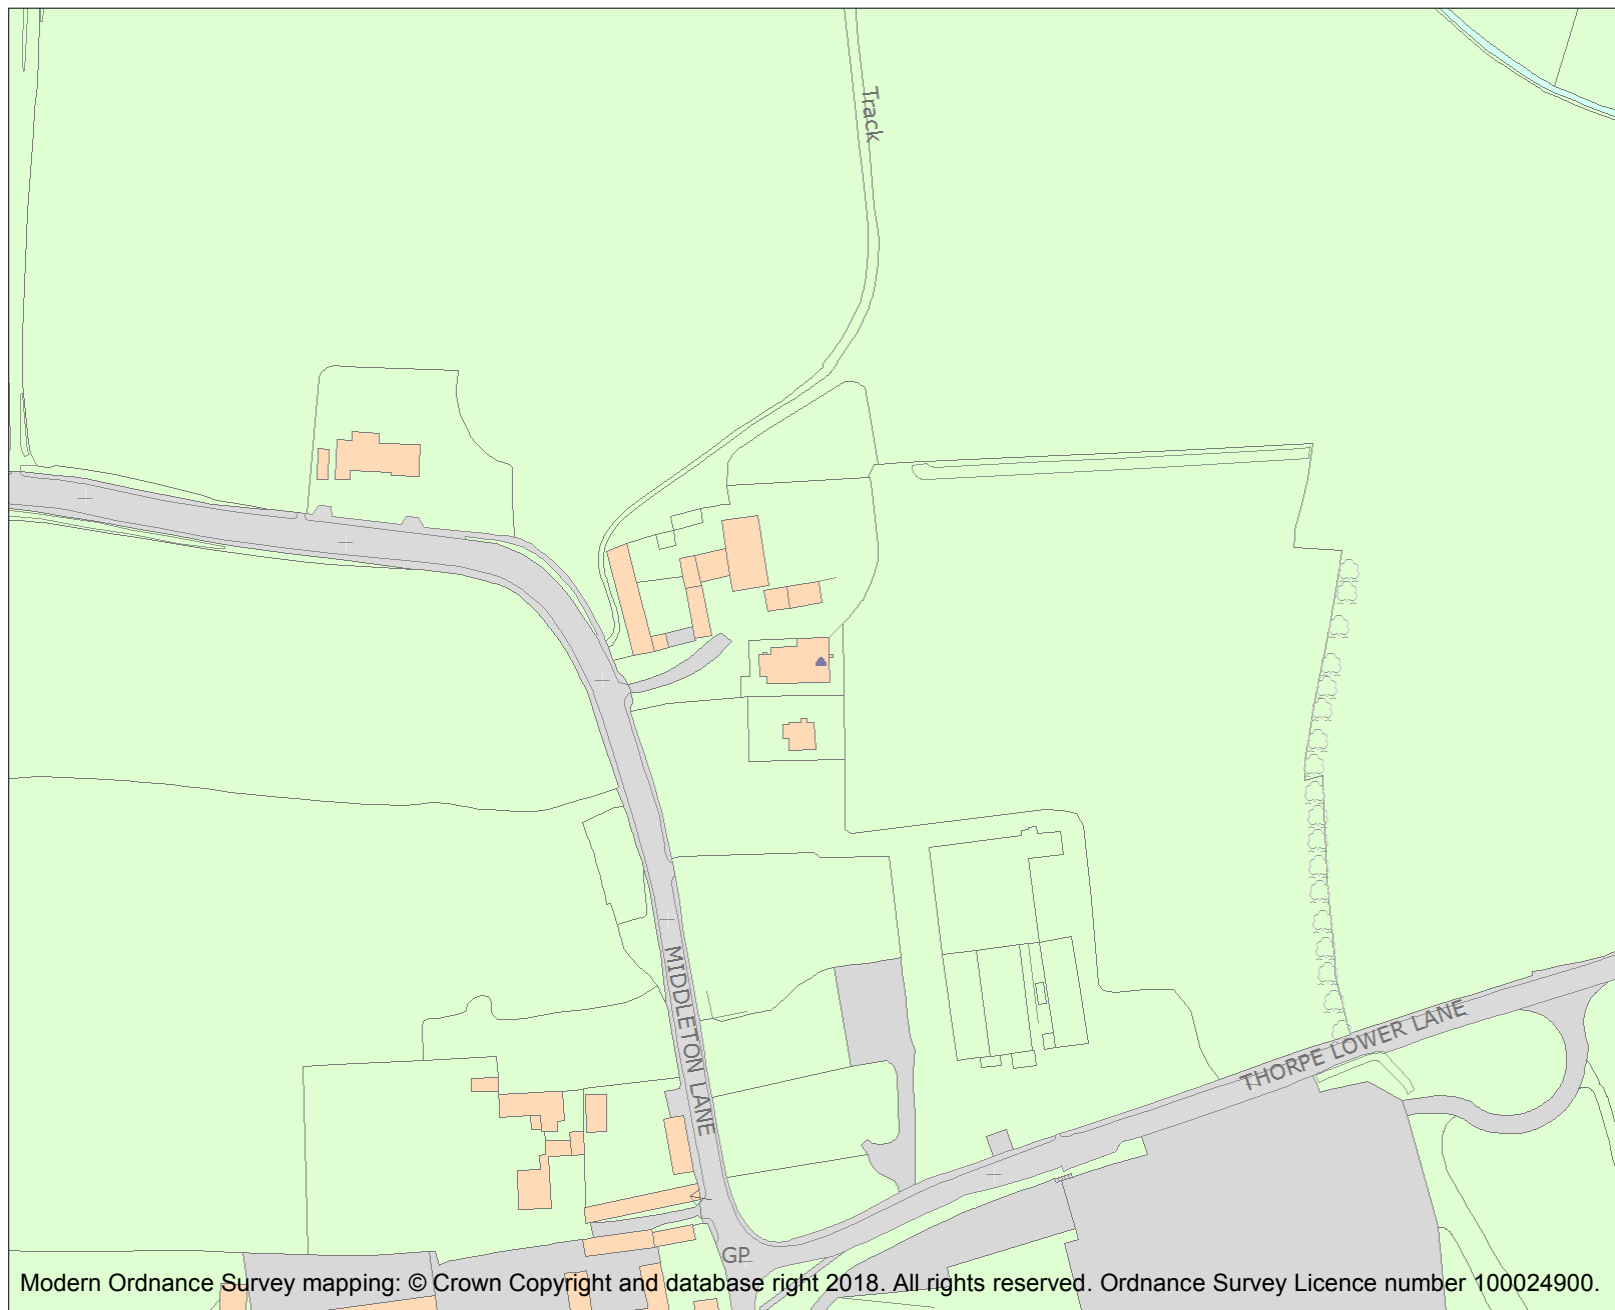 Track
MIDDLETON LANE
THORPE LOWER LANE
GP
Modern Ordnance Survey mapping: © Crown Copyright and database right 2018. All rights reserved. Ordnance Survey Licence number 100024900.